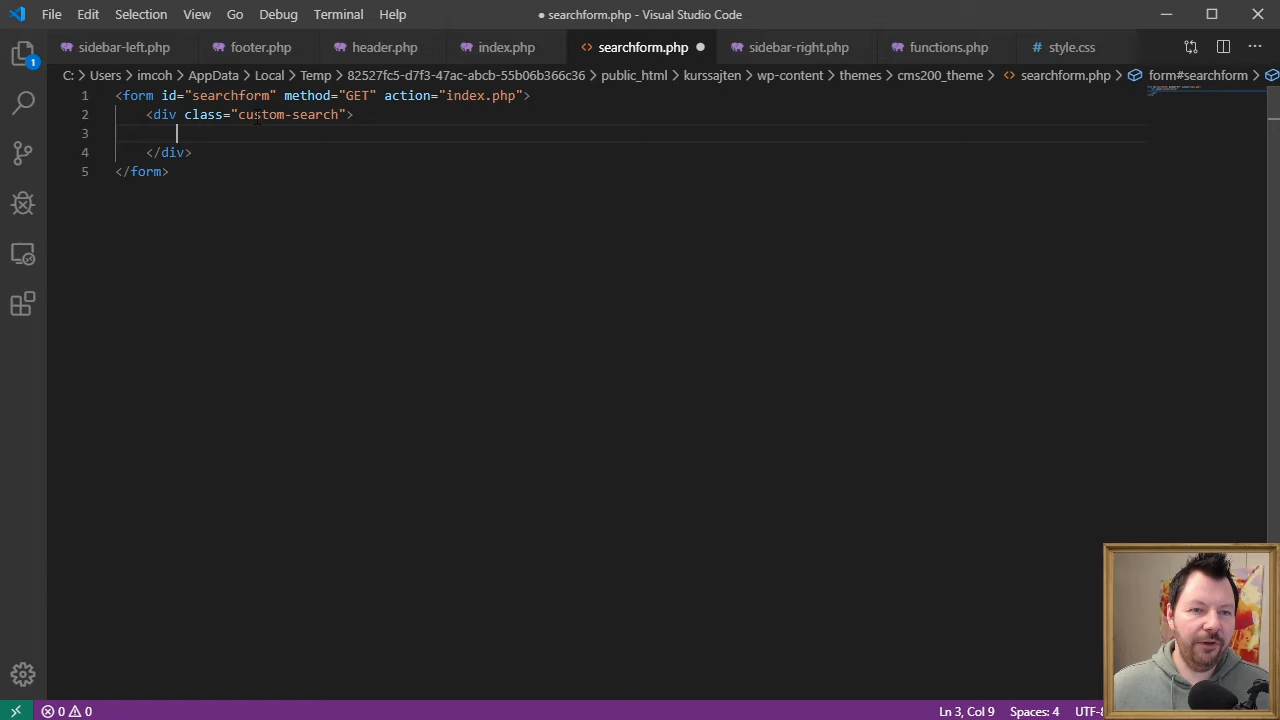 File Edit Selection View Go Debug Terminal Help
● searchform.php - Visual Studio Code
sidebar-left.php footer.php header.php index.php <> searchform.php ● sidebar-right.php functions.php # style.css ...
C: > Users > imcoh > AppData > Local > Temp > 82527fc5-d7f3-47ac-abcb-55b06b366c36 > public_html > kurssajten > wp-content > themes > cms200_theme > <> searchform.php > form#searchform >
1
1 <form id="searchform" method="GET" action="index.php">
2 <div class="custom-search">
3
4 </div>
5 </form>
0 0 Ln 3, Col 9 Spaces: 4 UTF-8